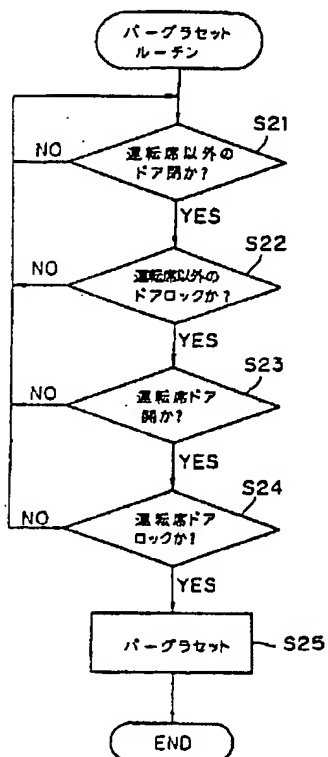 バーグラセット
ルーチン
S21
NO
運転席以外の
ドア閉か?
YES
S22
NO
運転席以外の
ドアロックか?
YES
S23
NO
運転席ドア
開か?
YES
S24
NO
運転席ドア
ロックか?
YES
バーグラセット
S25
END